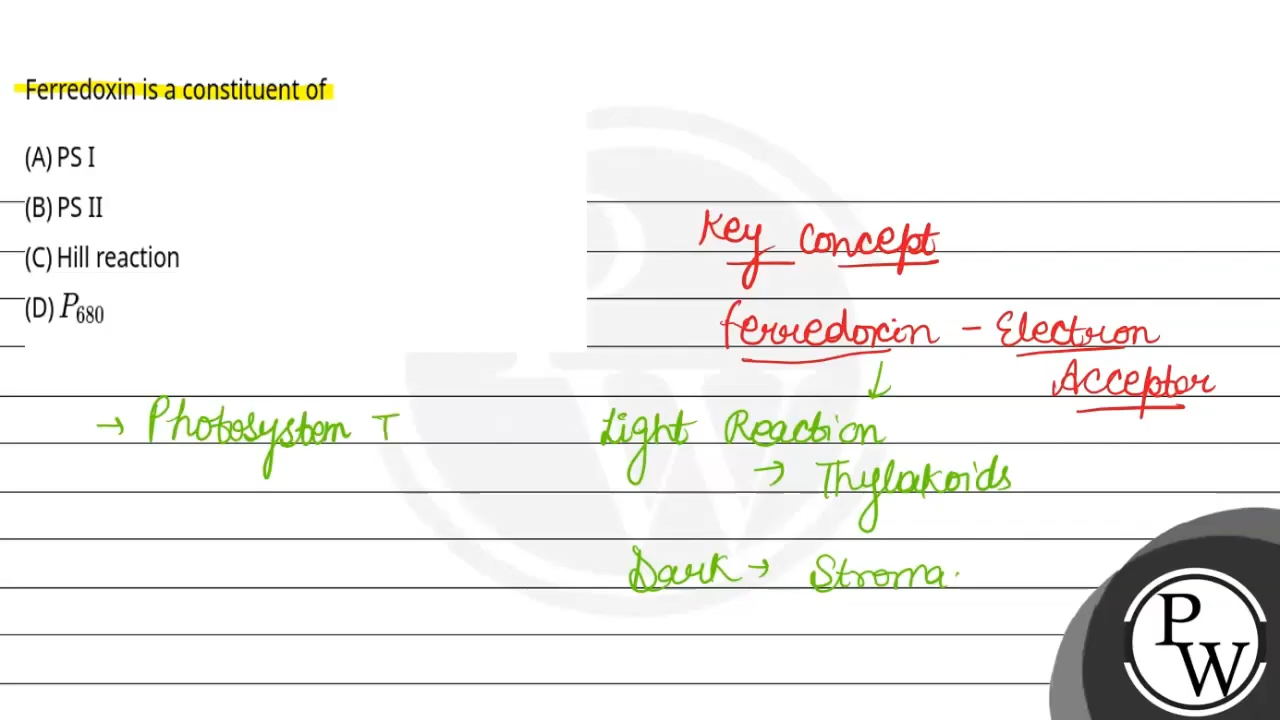 Ferredoxin is a constituent of
(A) PS I
(B) PS II
(C) Hill reaction
(D) P680
Key Concept
ferredoxin – Electron
Acceptor
→ Photosystem I
Light Reaction
→ Thylakoids
Dark → Stroma.
P
W